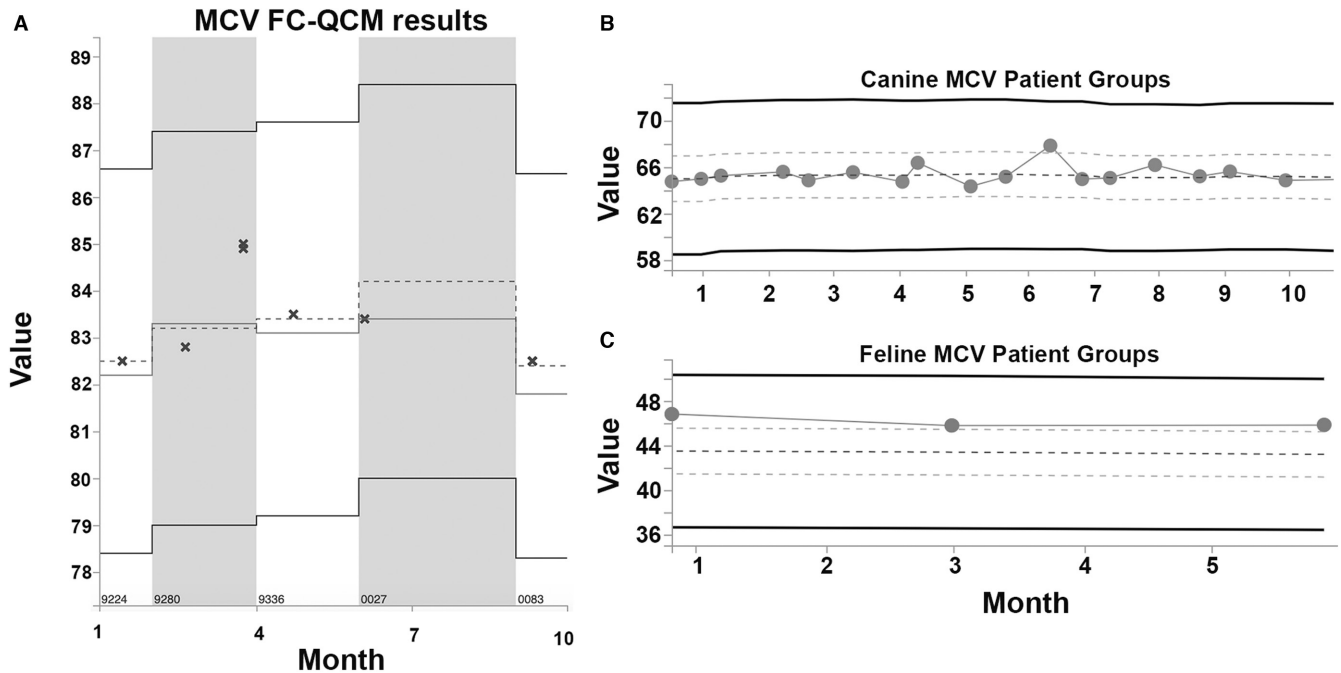 A
MCV FC-QCM results
89
88
87
86
85
84
83
82
81
80
79
78
Value
9224 9280 9336 0027 0083
1 4 7 10
Month
B
Canine MCV Patient Groups
70
66
62
58
Value
1 2 3 4 5 6 7 8 9 10
C
Feline MCV Patient Groups
48
44
40
36
Value
1 2 3 4 5
Month